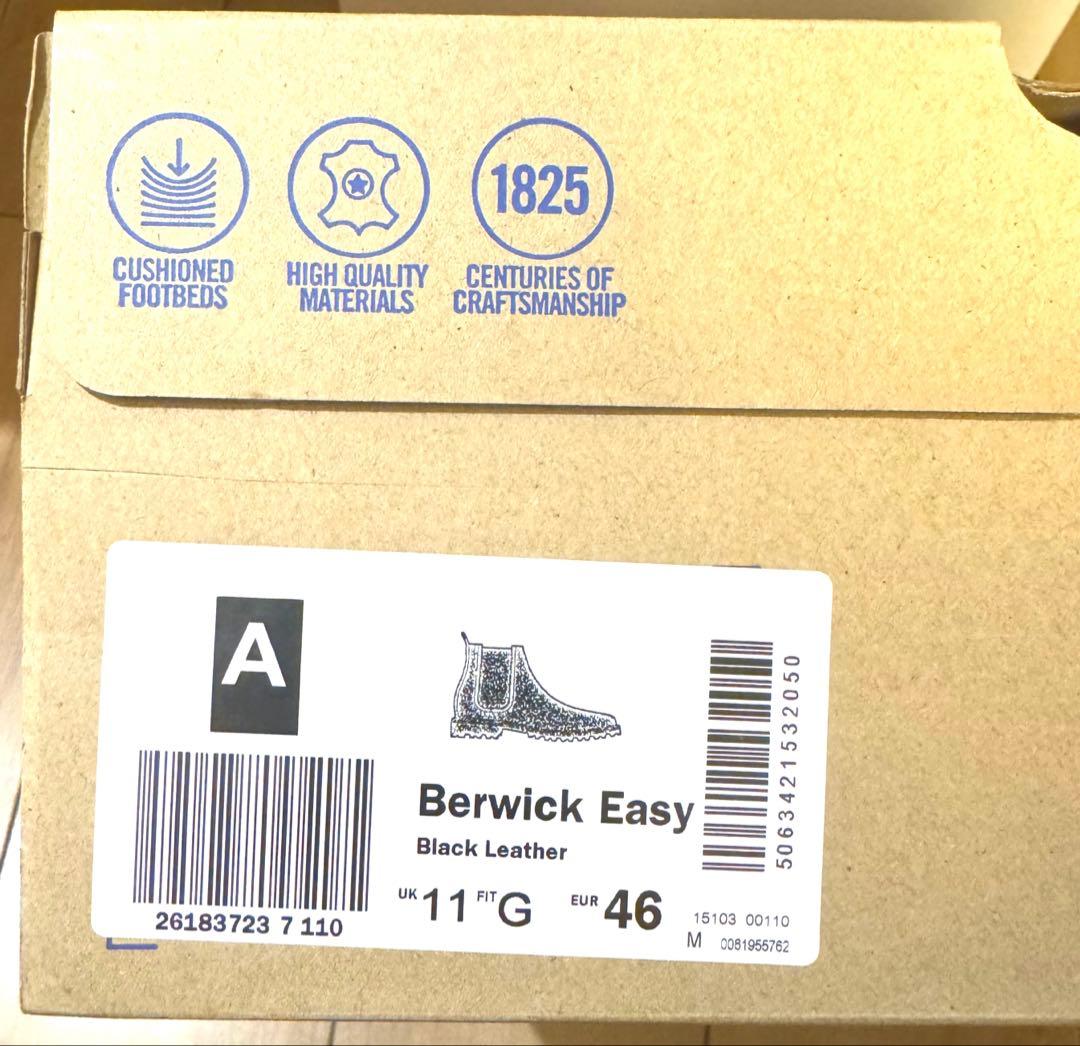 1825
CUSHIONED
FOOTBEDS
HIGH QUALITY
MATERIALS
CENTURIES OF
CRAFTSMANSHIP
A
26183723 7 110
Berwick Easy
Black Leather
UK 11 FIT G EUR 46
15103 00110
M 0081955762
5063421532050